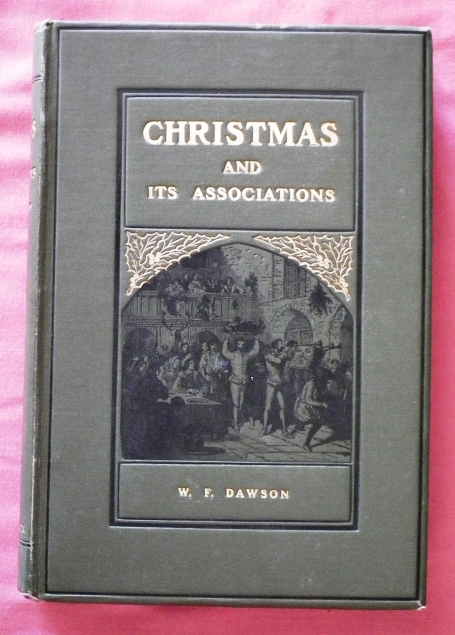 CHRISTMAS
AND
ITS ASSOCIATIONS
W. F. DAWSON